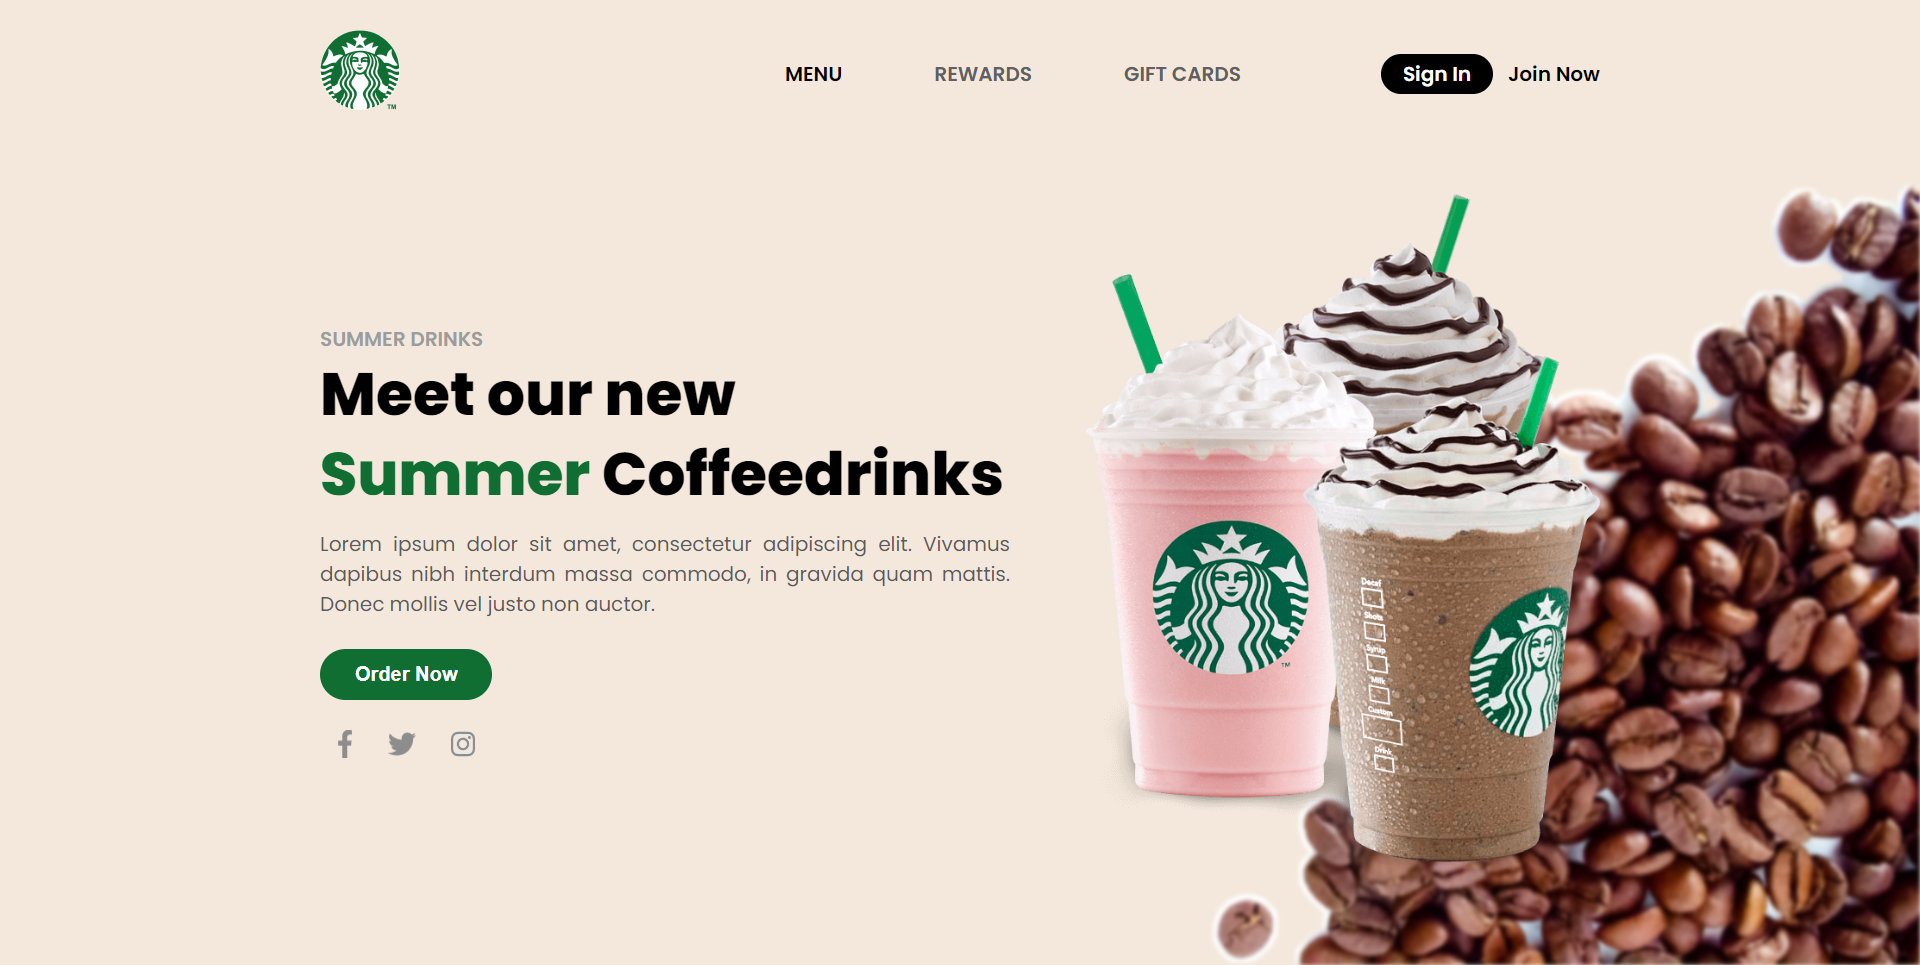 MENU
REWARDS
GIFT CARDS
Sign In
Join Now
TM
SUMMER DRINKS
Meet our new
Summer Coffeedrinks
Lorem ipsum dolor sit amet, consectetur adipiscing elit. Vivamus
dapibus nibh interdum massa commodo, in gravida quam mattis.
Donec mollis vel justo non auctor.
Order Now
TM
Decaf
Shots
Syrup
Milk
Custom
Drink